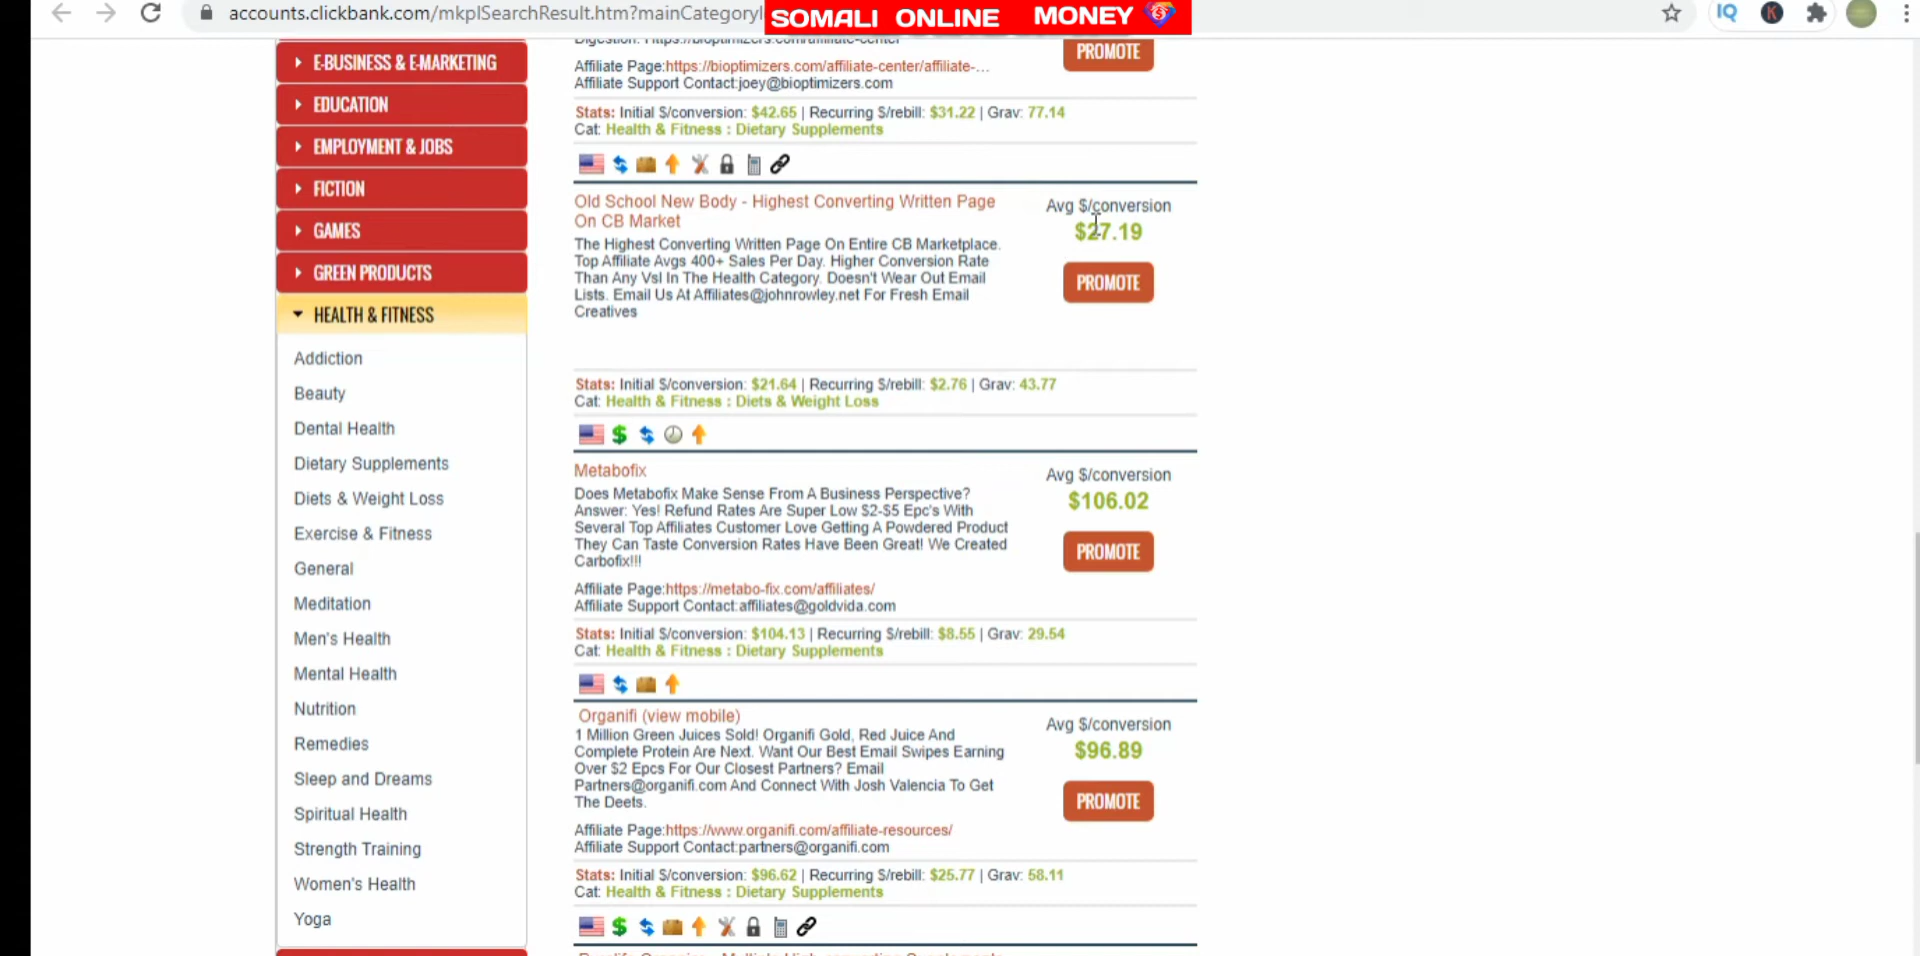 accounts.clickbank.com/mkplSearchResult.htm?mainCategoryI
SOMALI ONLINE MONEY
IQ
K
E-BUSINESS & E-MARKETING
EDUCATION
EMPLOYMENT & JOBS
FICTION
GAMES
GREEN PRODUCTS
HEALTH & FITNESS
Addiction
Beauty
Dental Health
Dietary Supplements
Diets & Weight Loss
Exercise & Fitness
General
Meditation
Men's Health
Mental Health
Nutrition
Remedies
Sleep and Dreams
Spiritual Health
Strength Training
Women's Health
Yoga
Digestion: Https://bioptimizers.com/affiliate-center
Affiliate Page:https://bioptimizers.com/affiliate-center/affiliate-...
Affiliate Support Contact:joey@bioptimizers.com
PROMOTE
Stats: Initial $/conversion: $42.65 | Recurring $/rebill: $31.22 | Grav: 77.14
Cat: Health & Fitness : Dietary Supplements
Old School New Body - Highest Converting Written Page
On CB Market
The Highest Converting Written Page On Entire CB Marketplace.
Top Affiliate Avgs 400+ Sales Per Day. Higher Conversion Rate
Than Any Vsl In The Health Category. Doesn't Wear Out Email
Lists. Email Us At Affiliates@johnrowley.net For Fresh Email
Creatives
Avg $/conversion
$27.19
PROMOTE
Stats: Initial $/conversion: $21.64 | Recurring $/rebill: $2.76 | Grav: 43.77
Cat: Health & Fitness : Diets & Weight Loss
Metabofix
Does Metabofix Make Sense From A Business Perspective?
Answer: Yes! Refund Rates Are Super Low $2-$5 Epc's With
Several Top Affiliates Customer Love Getting A Powdered Product
They Can Taste Conversion Rates Have Been Great! We Created
Carbofix!!!
Affiliate Page:https://metabo-fix.com/affiliates/
Affiliate Support Contact:affiliates@goldvida.com
Avg $/conversion
$106.02
PROMOTE
Stats: Initial $/conversion: $104.13 | Recurring $/rebill: $8.55 | Grav: 29.54
Cat: Health & Fitness : Dietary Supplements
Organifi (view mobile)
1 Million Green Juices Sold! Organifi Gold, Red Juice And
Complete Protein Are Next. Want Our Best Email Swipes Earning
Over $2 Epcs For Our Closest Partners? Email
Partners@organifi.com And Connect With Josh Valencia To Get
The Deets.
Affiliate Page:https://www.organifi.com/affiliate-resources/
Affiliate Support Contact:partners@organifi.com
Avg $/conversion
$96.89
PROMOTE
Stats: Initial $/conversion: $96.62 | Recurring $/rebill: $25.77 | Grav: 58.11
Cat: Health & Fitness : Dietary Supplements